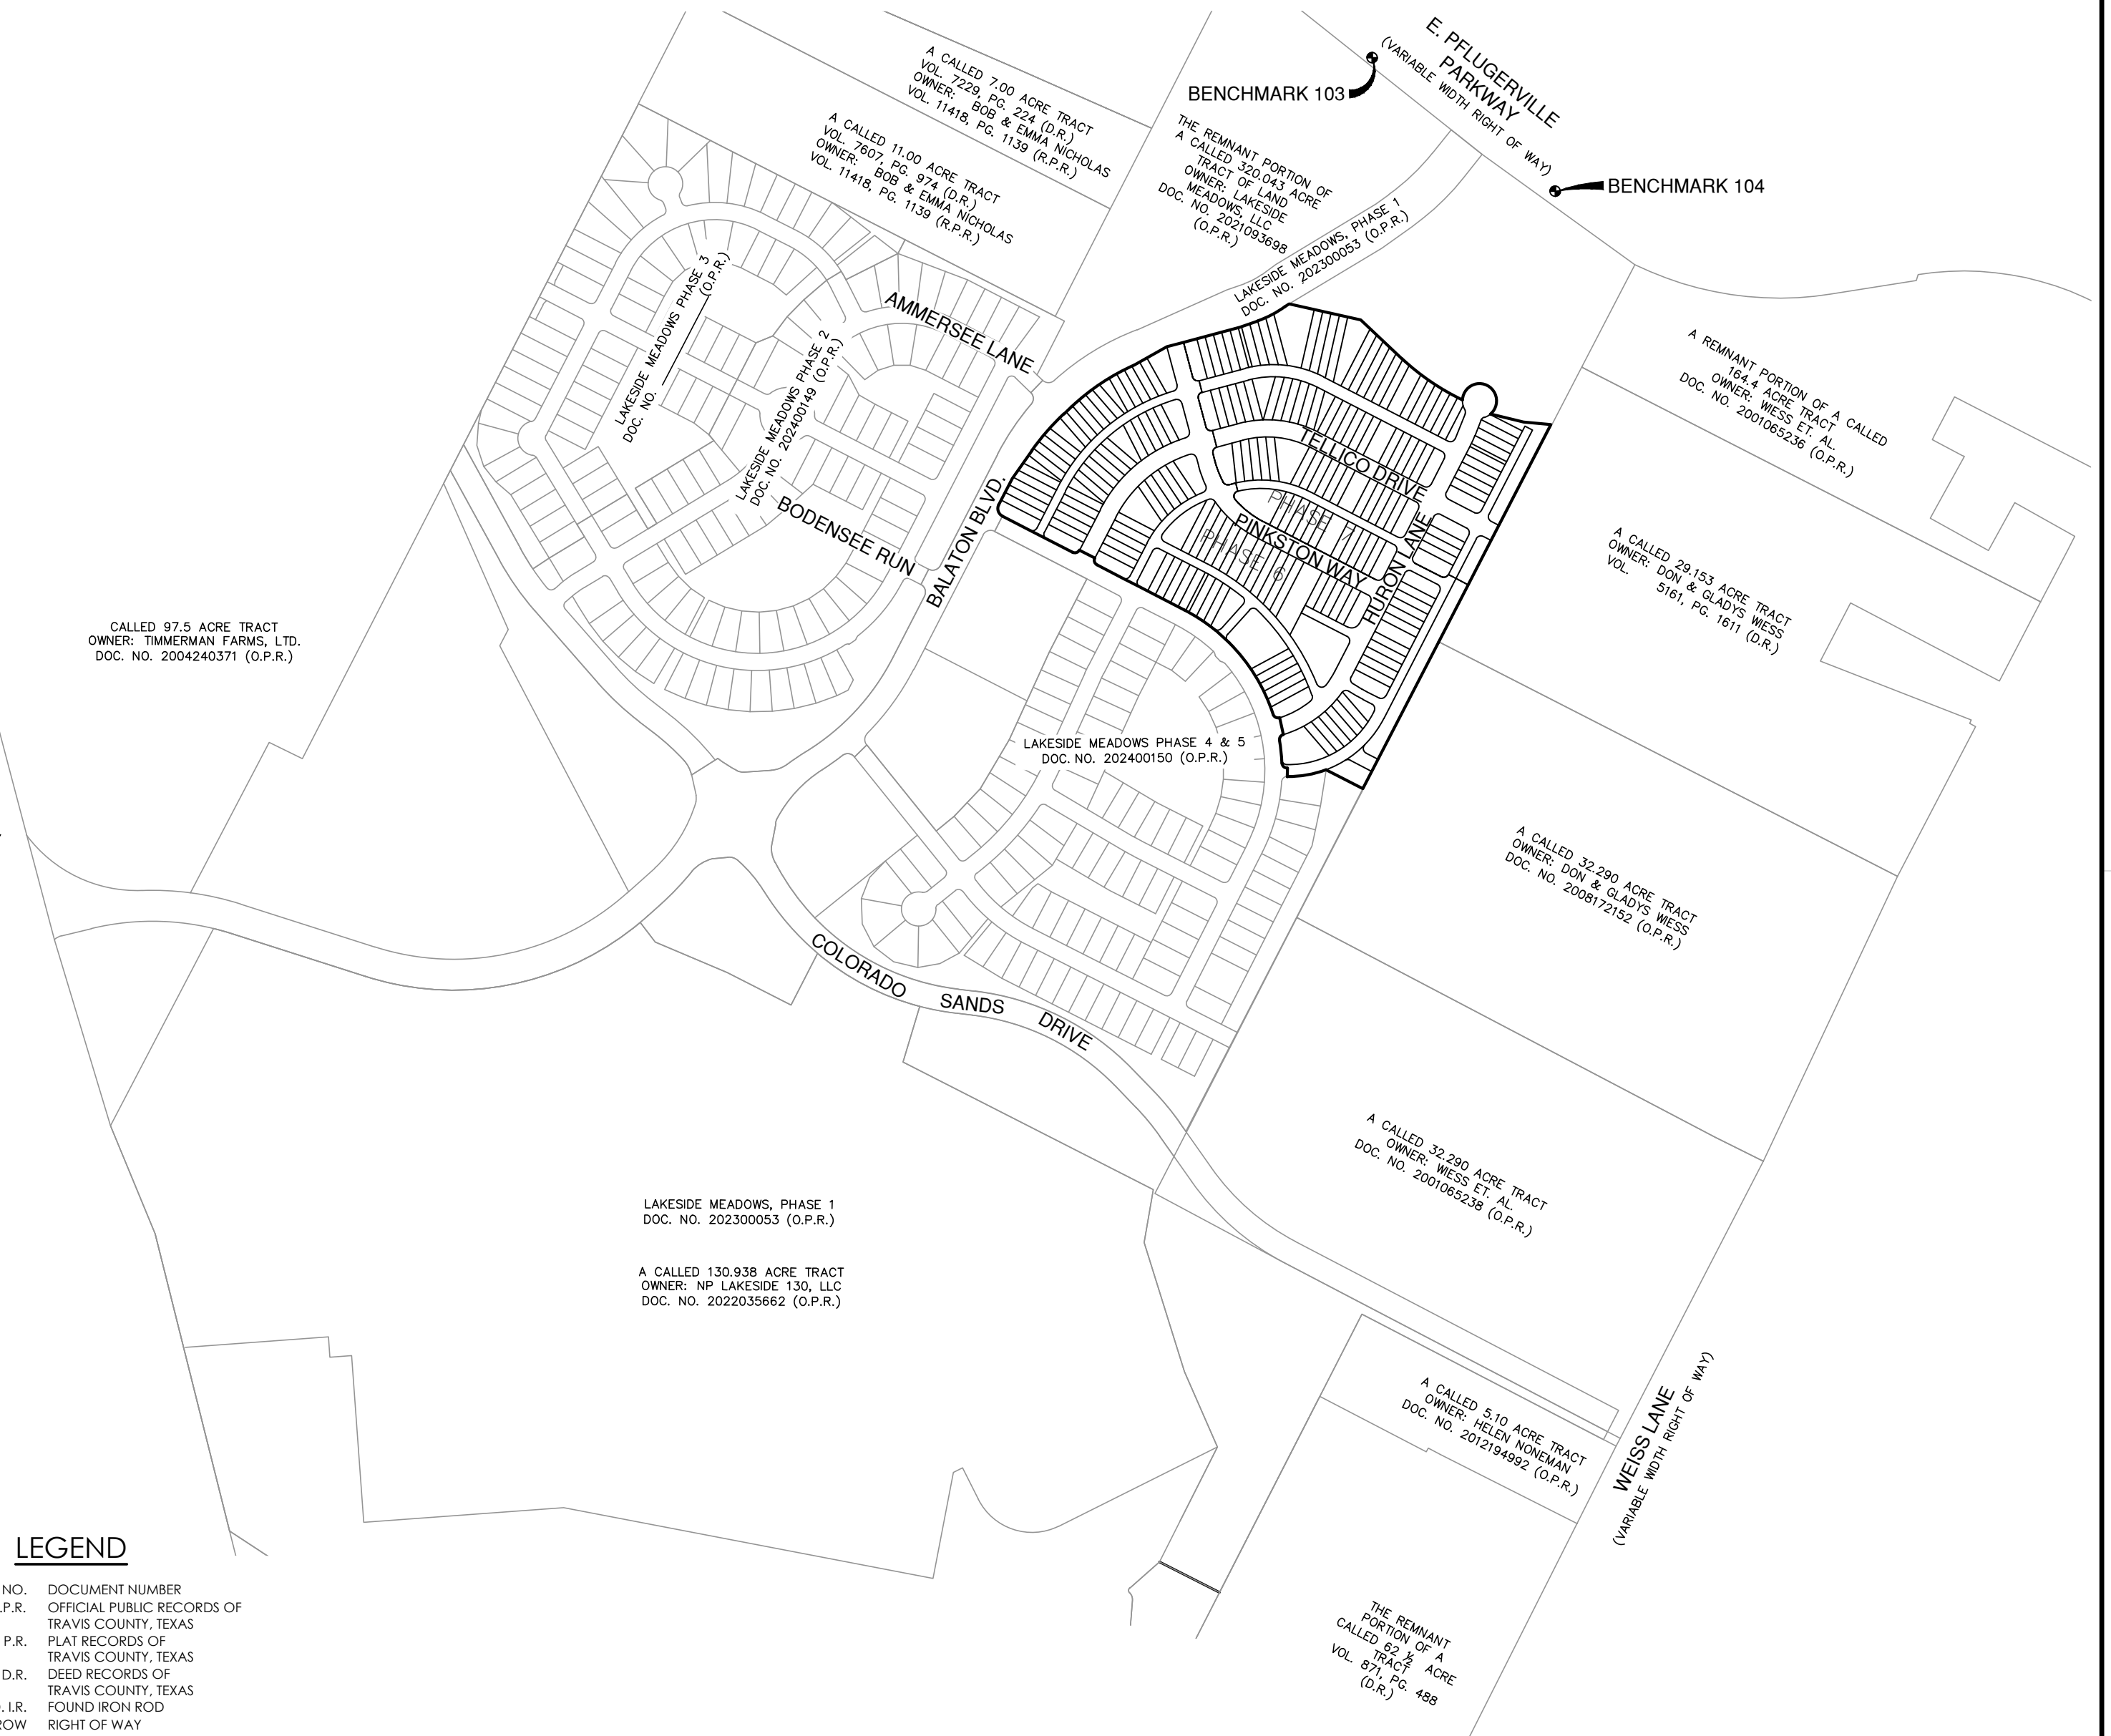 E. PFLUGERVILLE
PARKWAY
(VARIABLE WIDTH RIGHT OF WAY)
BENCHMARK 103
BENCHMARK 104
A CALLED 7.00 ACRE TRACT
VOL. 7229, PG. 224 (D.R.)
OWNER: BOB & EMMA NICHOLAS
VOL. 11418, PG. 1139 (R.P.R.)
A CALLED 11.00 ACRE TRACT
VOL. 7607, PG. 974 (D.R.)
OWNER: BOB & EMMA NICHOLAS
VOL. 11418, PG. 1139 (R.P.R.)
THE REMNANT PORTION OF
A CALLED 320.043 ACRE
TRACT OF LAND
OWNER: LAKESIDE
MEADOWS, LLC
DOC. NO. 2021093698
(O.P.R.)
LAKESIDE MEADOWS, PHASE 1
DOC. NO. 202300053 (O.P.R.)
LAKESIDE MEADOWS PHASE 3
DOC. NO. (O.P.R.)
LAKESIDE MEADOWS PHASE 2
DOC. NO. 202400149 (O.P.R.)
AMMERSEE LANE
BODENSEE RUN
BALATON BLVD.
TELLICO DRIVE
PHASE 7
PINKSTON WAY
PHASE 6
HURON LANE
A REMNANT PORTION OF A CALLED
164.4 ACRE TRACT
OWNER: WIESS ET. AL.
DOC. NO. 2001065236 (O.P.R.)
A CALLED 29.153 ACRE TRACT
OWNER: DON & GLADYS WIESS
VOL. 5161, PG. 1611 (D.R.)
CALLED 97.5 ACRE TRACT
OWNER: TIMMERMAN FARMS, LTD.
DOC. NO. 2004240371 (O.P.R.)
LAKESIDE MEADOWS PHASE 4 & 5
DOC. NO. 202400150 (O.P.R.)
A CALLED 32.290 ACRE TRACT
OWNER: DON & GLADYS WIESS
DOC. NO. 2008172152 (O.P.R.)
COLORADO SANDS DRIVE
A CALLED 32.290 ACRE TRACT
OWNER: WIESS ET. AL.
DOC. NO. 2001065238 (O.P.R.)
LAKESIDE MEADOWS, PHASE 1
DOC. NO. 202300053 (O.P.R.)
A CALLED 130.938 ACRE TRACT
OWNER: NP LAKESIDE 130, LLC
DOC. NO. 2022035662 (O.P.R.)
A CALLED 5.10 ACRE TRACT
OWNER: HELEN NONEMAN
DOC. NO. 2012194992 (O.P.R.)
WEISS LANE
(VARIABLE WIDTH RIGHT OF WAY)
THE REMNANT
PORTION OF A
CALLED 62 ½ ACRE
TRACT
VOL. 871, PG. 488
(D.R.)
LEGEND
NO. DOCUMENT NUMBER
.P.R. OFFICIAL PUBLIC RECORDS OF
TRAVIS COUNTY, TEXAS
P.R. PLAT RECORDS OF
TRAVIS COUNTY, TEXAS
D.R. DEED RECORDS OF
TRAVIS COUNTY, TEXAS
. I.R. FOUND IRON ROD
ROW RIGHT OF WAY